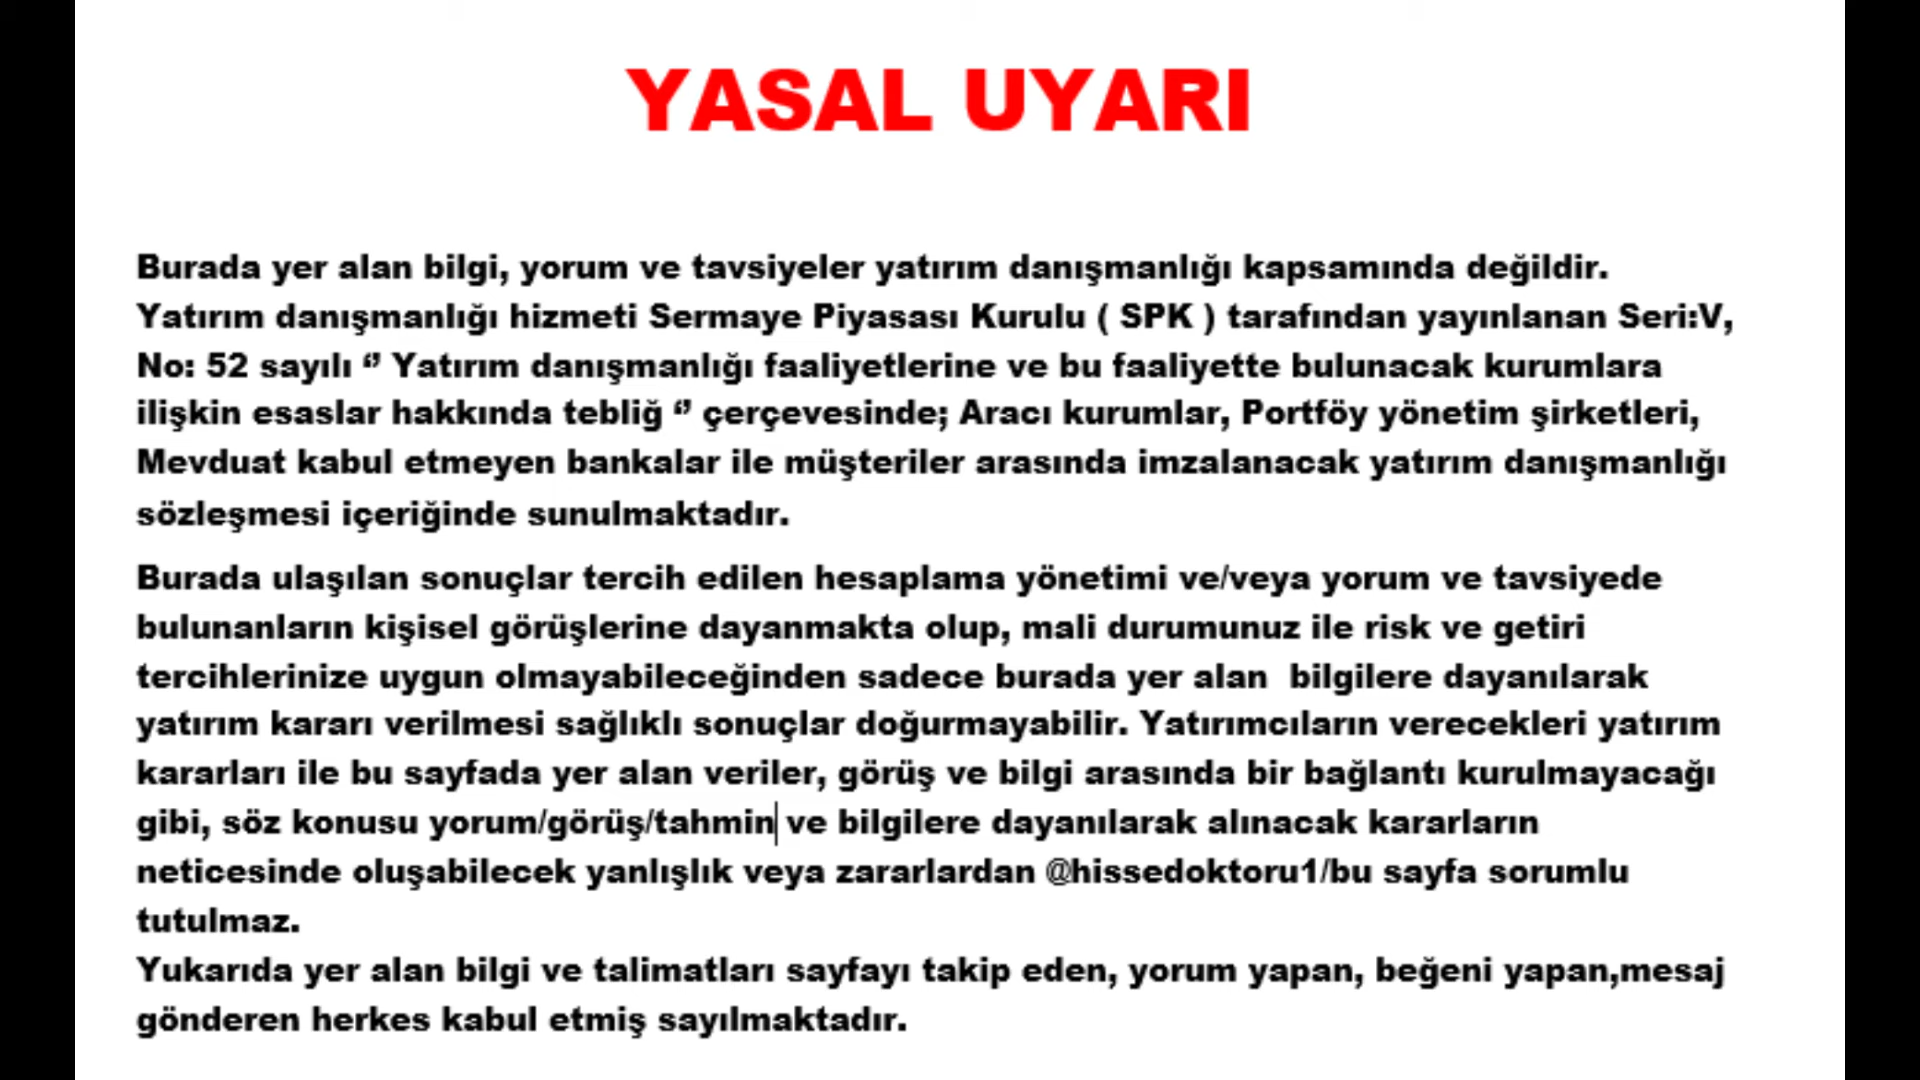 YASAL UYARI
Burada yer alan bilgi, yorum ve tavsiyeler yatırım danışmanlığı kapsamında değildir.
Yatırım danışmanlığı hizmeti Sermaye Piyasası Kurulu ( SPK ) tarafından yayınlanan Seri:V,
No: 52 sayılı ‘’ Yatırım danışmanlığı faaliyetlerine ve bu faaliyette bulunacak kurumlara
ilişkin esaslar hakkında tebliğ ‘’ çerçevesinde; Aracı kurumlar, Portföy yönetim şirketleri,
Mevduat kabul etmeyen bankalar ile müşteriler arasında imzalanacak yatırım danışmanlığı
sözleşmesi içeriğinde sunulmaktadır.
Burada ulaşılan sonuçlar tercih edilen hesaplama yönetimi ve/veya yorum ve tavsiyede
bulunanların kişisel görüşlerine dayanmakta olup, mali durumunuz ile risk ve getiri
tercihlerinize uygun olmayabileceğinden sadece burada yer alan  bilgilere dayanılarak
yatırım kararı verilmesi sağlıklı sonuçlar doğurmayabilir. Yatırımcıların verecekleri yatırım
kararları ile bu sayfada yer alan veriler, görüş ve bilgi arasında bir bağlantı kurulmayacağı
gibi, söz konusu yorum/görüş/tahmin ve bilgilere dayanılarak alınacak kararların
neticesinde oluşabilecek yanlışlık veya zararlardan @hissedoktoru1/bu sayfa sorumlu
tutulmaz.
Yukarıda yer alan bilgi ve talimatları sayfayı takip eden, yorum yapan, beğeni yapan,mesaj
gönderen herkes kabul etmiş sayılmaktadır.